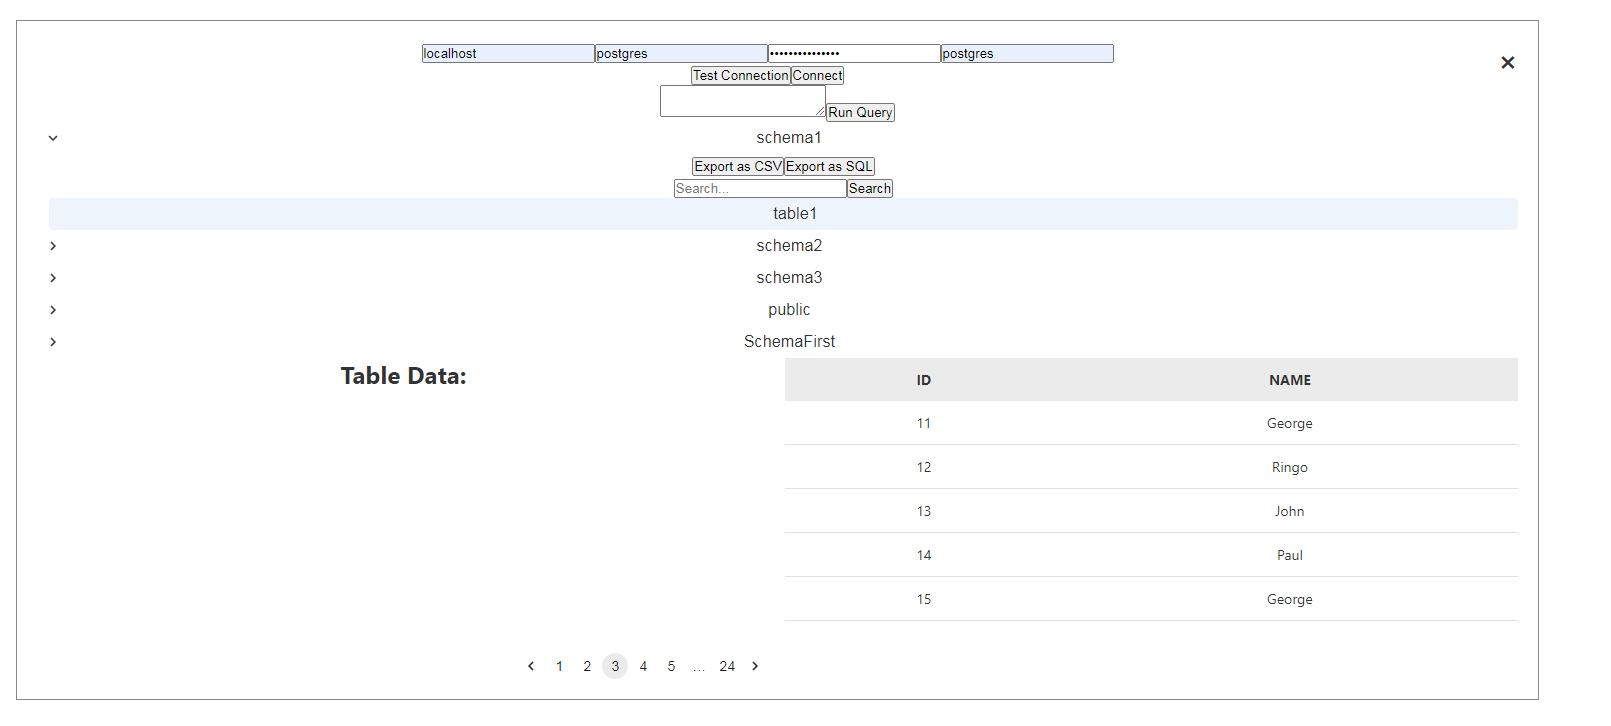 localhost postgres ••••••••••••••• postgres
✕
Test Connection Connect
Run Query
schema1
Export as CSV Export as SQL
Search... Search
table1
schema2
schema3
public
SchemaFirst
Table Data:
ID NAME
11 George
12 Ringo
13 John
14 Paul
15 George
1 2 3 4 5 ... 24